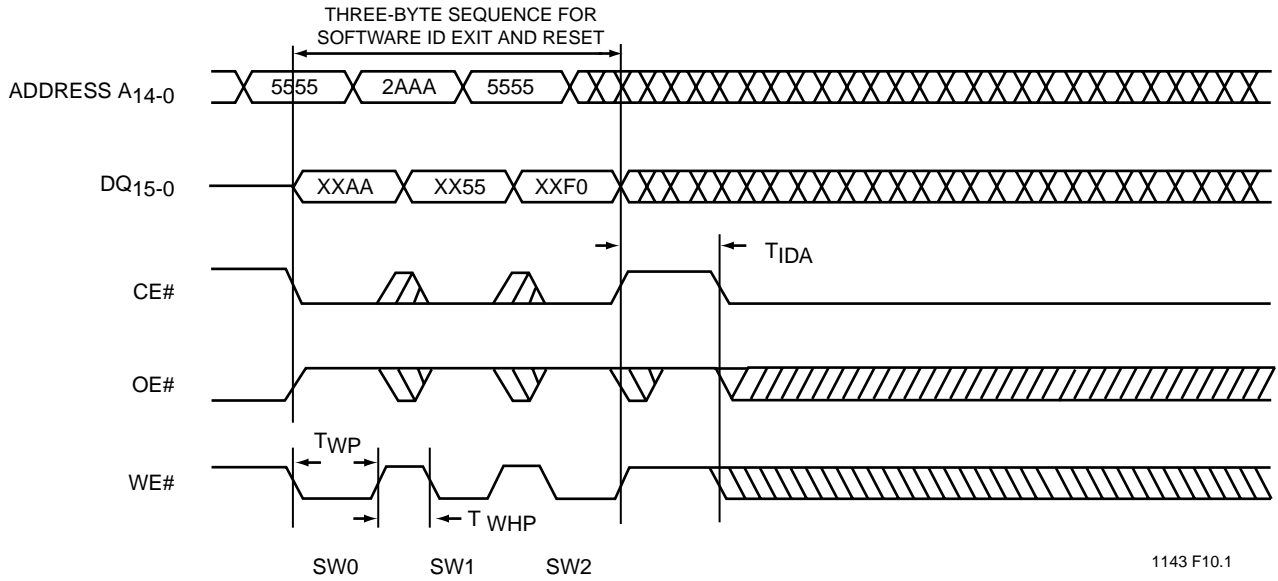 THREE-BYTE SEQUENCE FOR
SOFTWARE ID EXIT AND RESET
ADDRESS A14-0
5555
2AAA
5555
DQ15-0
XXAA
XX55
XXF0
TIDA
CE#
OE#
TWP
WE#
T WHP
SW0
SW1
SW2
1143 F10.1